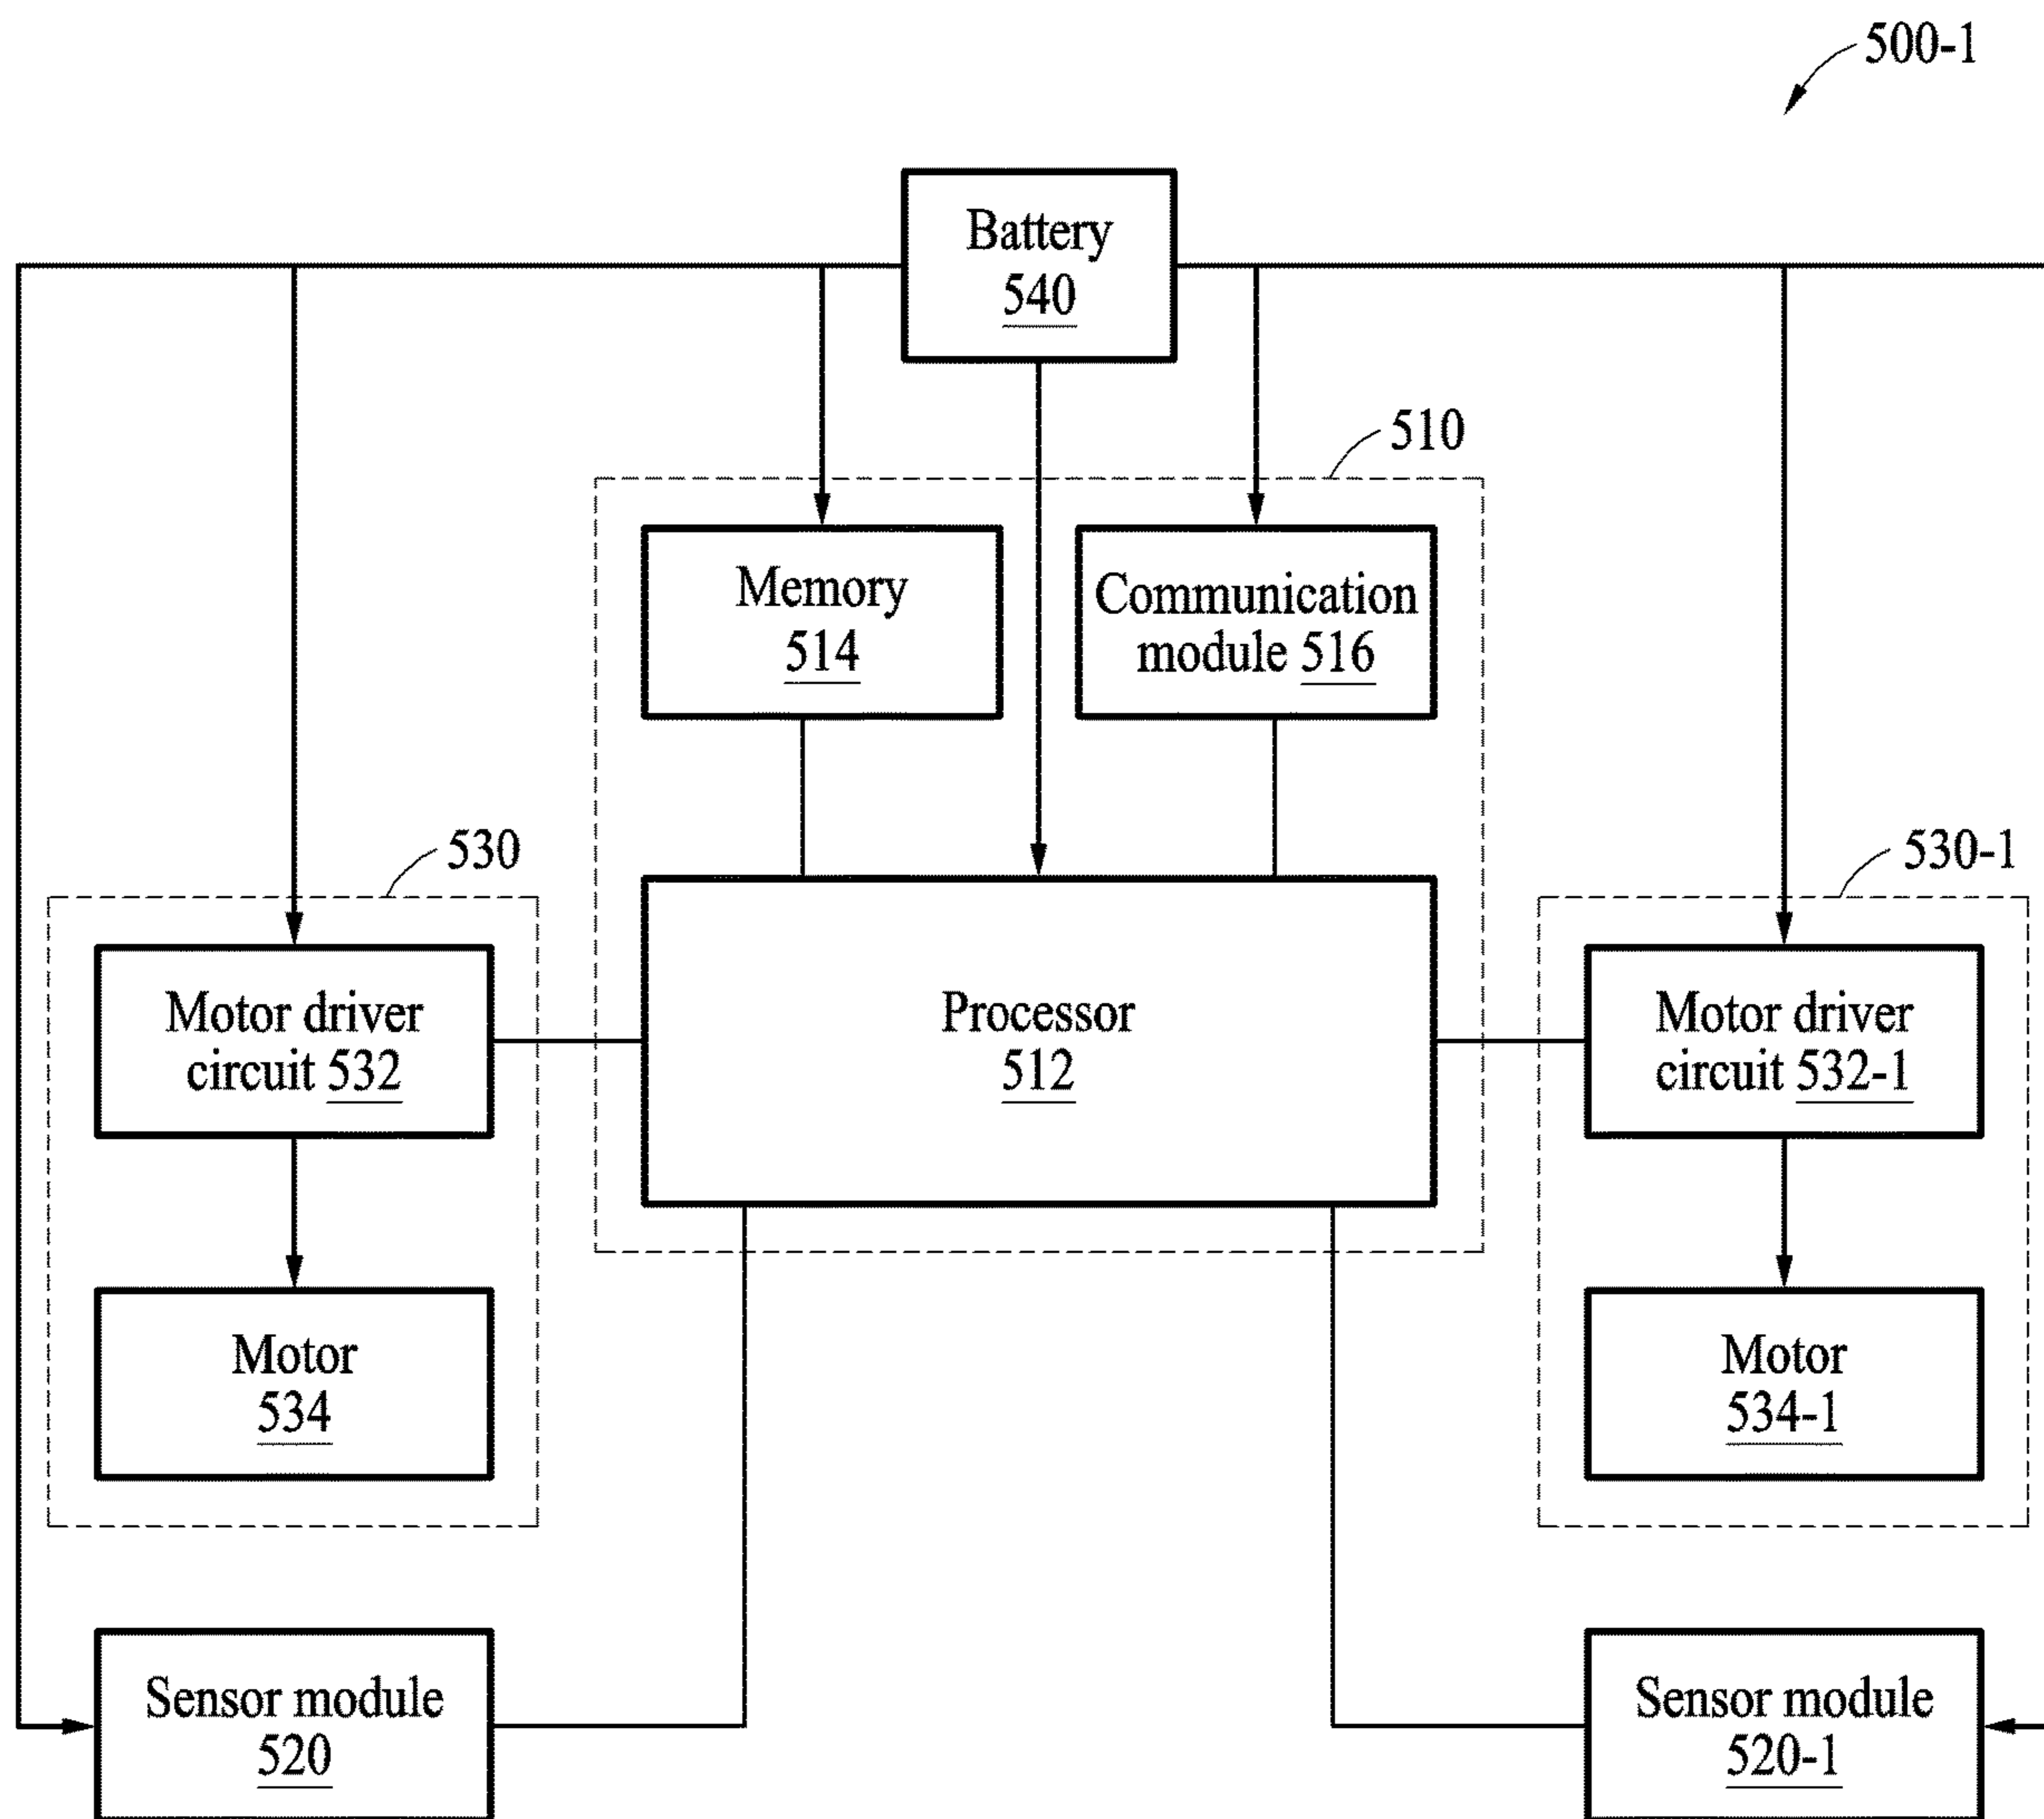 500-1
Battery
540
510
Memory
514
Communication
module 516
530
530-1
Motor driver
circuit 532
Processor
512
Motor driver
circuit 532-1
Motor
534
Motor
534-1
Sensor module
520
Sensor module
520-1